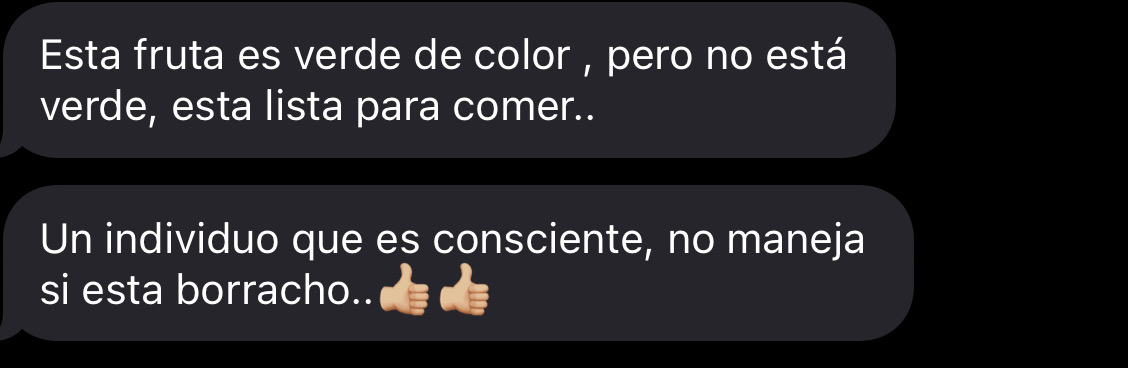 Esta fruta es verde de color , pero no está
verde, esta lista para comer..
Un individuo que es consciente, no maneja
si esta borracho..👍🏼👍🏼